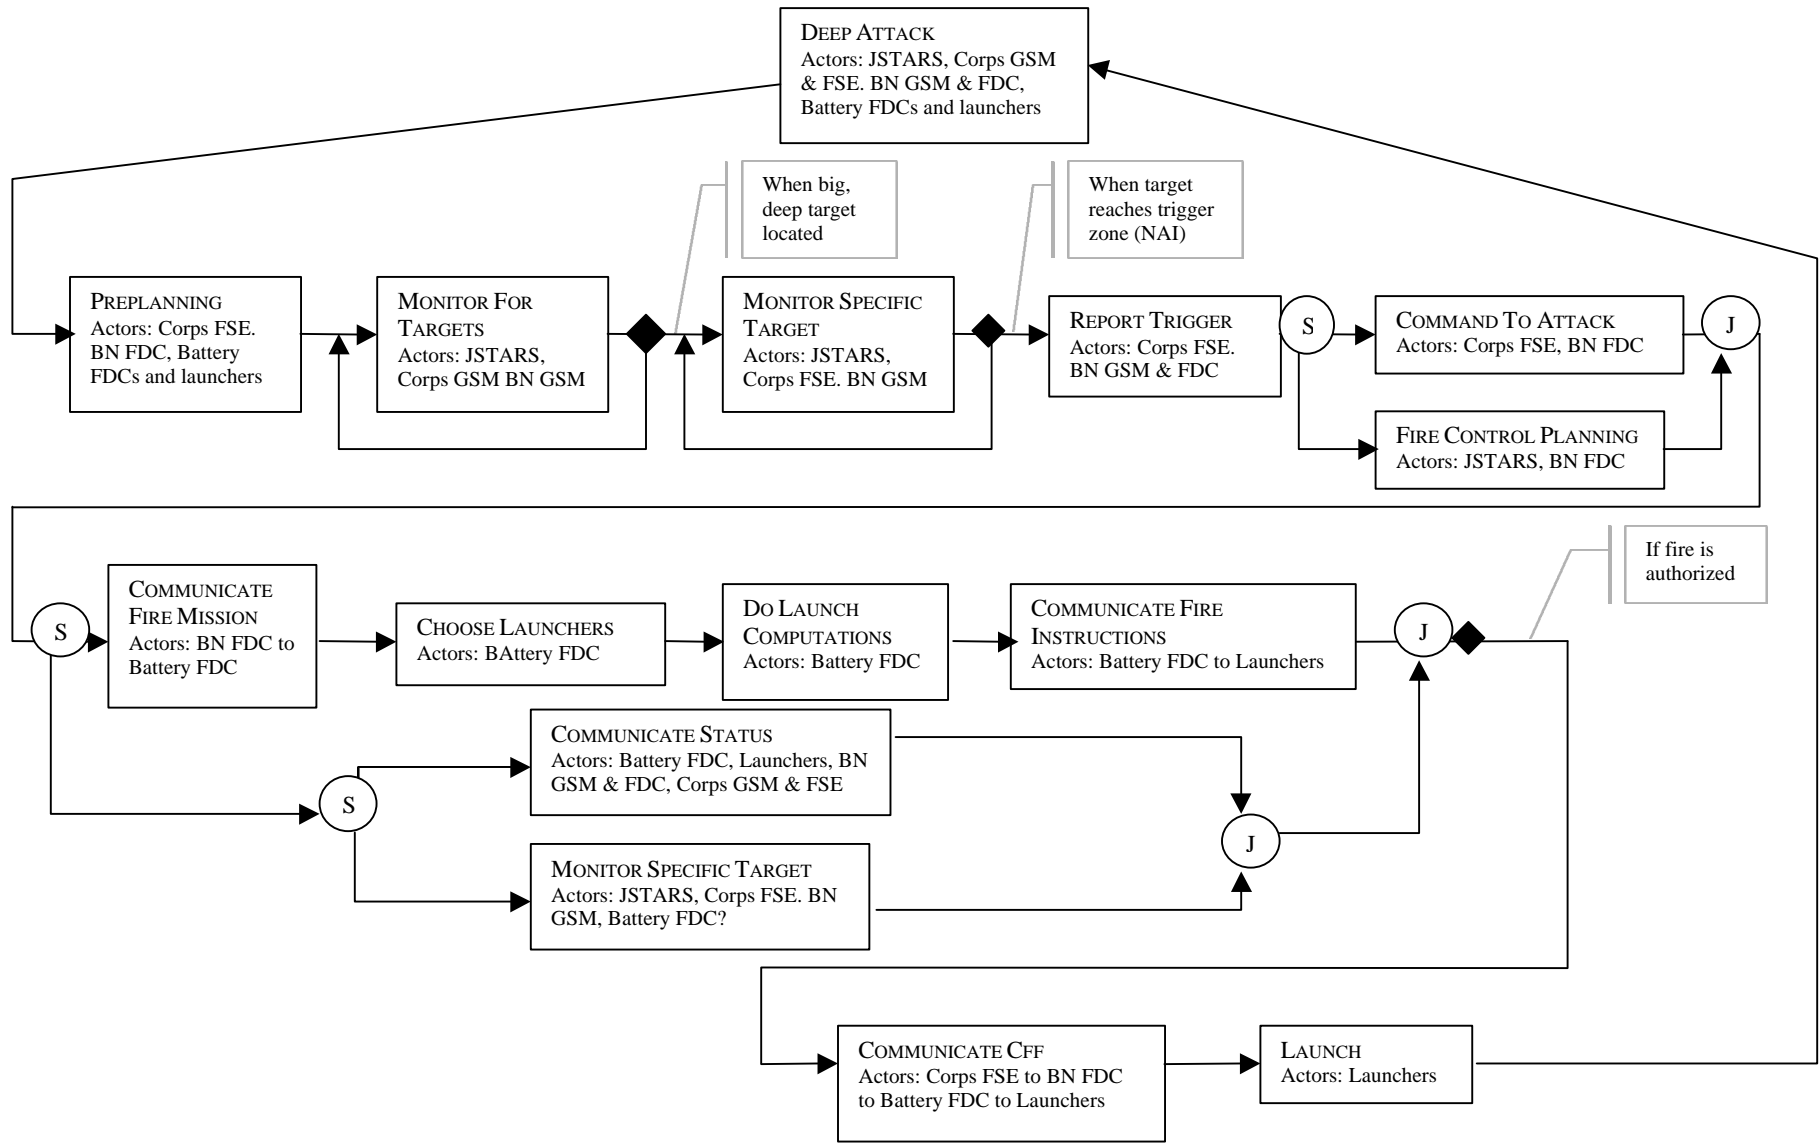 DEEP ATTACK
Actors: JSTARS, Corps GSM
& FSE. BN GSM & FDC,
Battery FDCs and launchers
When big,
deep target
located
When target
reaches trigger
zone (NAI)
PREPLANNING
Actors: Corps FSE.
BN FDC, Battery
FDCs and launchers
MONITOR FOR
TARGETS
Actors: JSTARS,
Corps GSM BN GSM
MONITOR SPECIFIC
TARGET
Actors: JSTARS,
Corps FSE. BN GSM
REPORT TRIGGER
Actors: Corps FSE.
BN GSM & FDC
S
COMMAND TO ATTACK
Actors: Corps FSE, BN FDC
J
FIRE CONTROL PLANNING
Actors: JSTARS, BN FDC
If fire is
authorized
S
COMMUNICATE
FIRE MISSION
Actors: BN FDC to
Battery FDC
CHOOSE LAUNCHERS
Actors: BAttery FDC
DO LAUNCH
COMPUTATIONS
Actors: Battery FDC
COMMUNICATE FIRE
INSTRUCTIONS
Actors: Battery FDC to Launchers
J
S
COMMUNICATE STATUS
Actors: Battery FDC, Launchers, BN
GSM & FDC, Corps GSM & FSE
J
MONITOR SPECIFIC TARGET
Actors: JSTARS, Corps FSE. BN
GSM, Battery FDC?
COMMUNICATE CFF
Actors: Corps FSE to BN FDC
to Battery FDC to Launchers
LAUNCH
Actors: Launchers